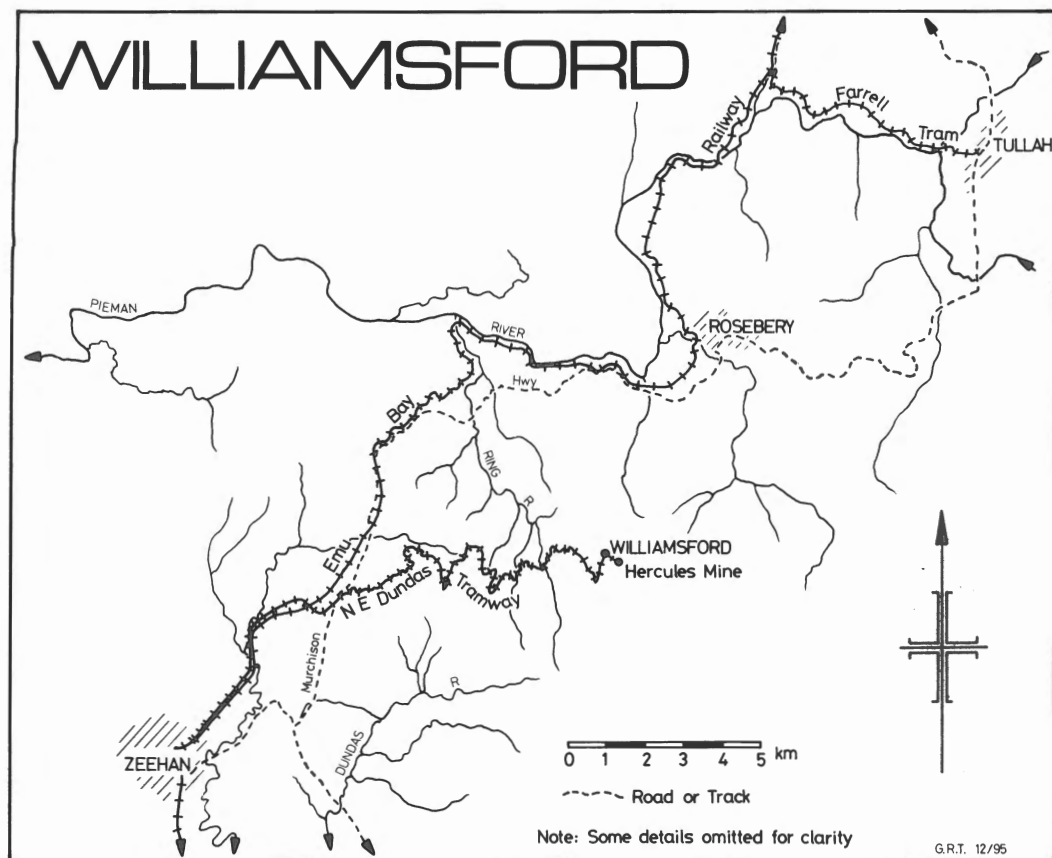 WILLIAMSFORD
Railway
Farrell
Tram
TULLAH
PIEMAN
RIVER
ROSEBERY
Hwy
Bay
RING
R
Emu
WILLIAMSFORD
Hercules Mine
N E Dundas
Tramway
Murchison
R
DUNDAS
ZEEHAN
0 1 2 3 4 5 km
Road or Track
Note: Some details omitted for clarity
G.R.T. 12/95